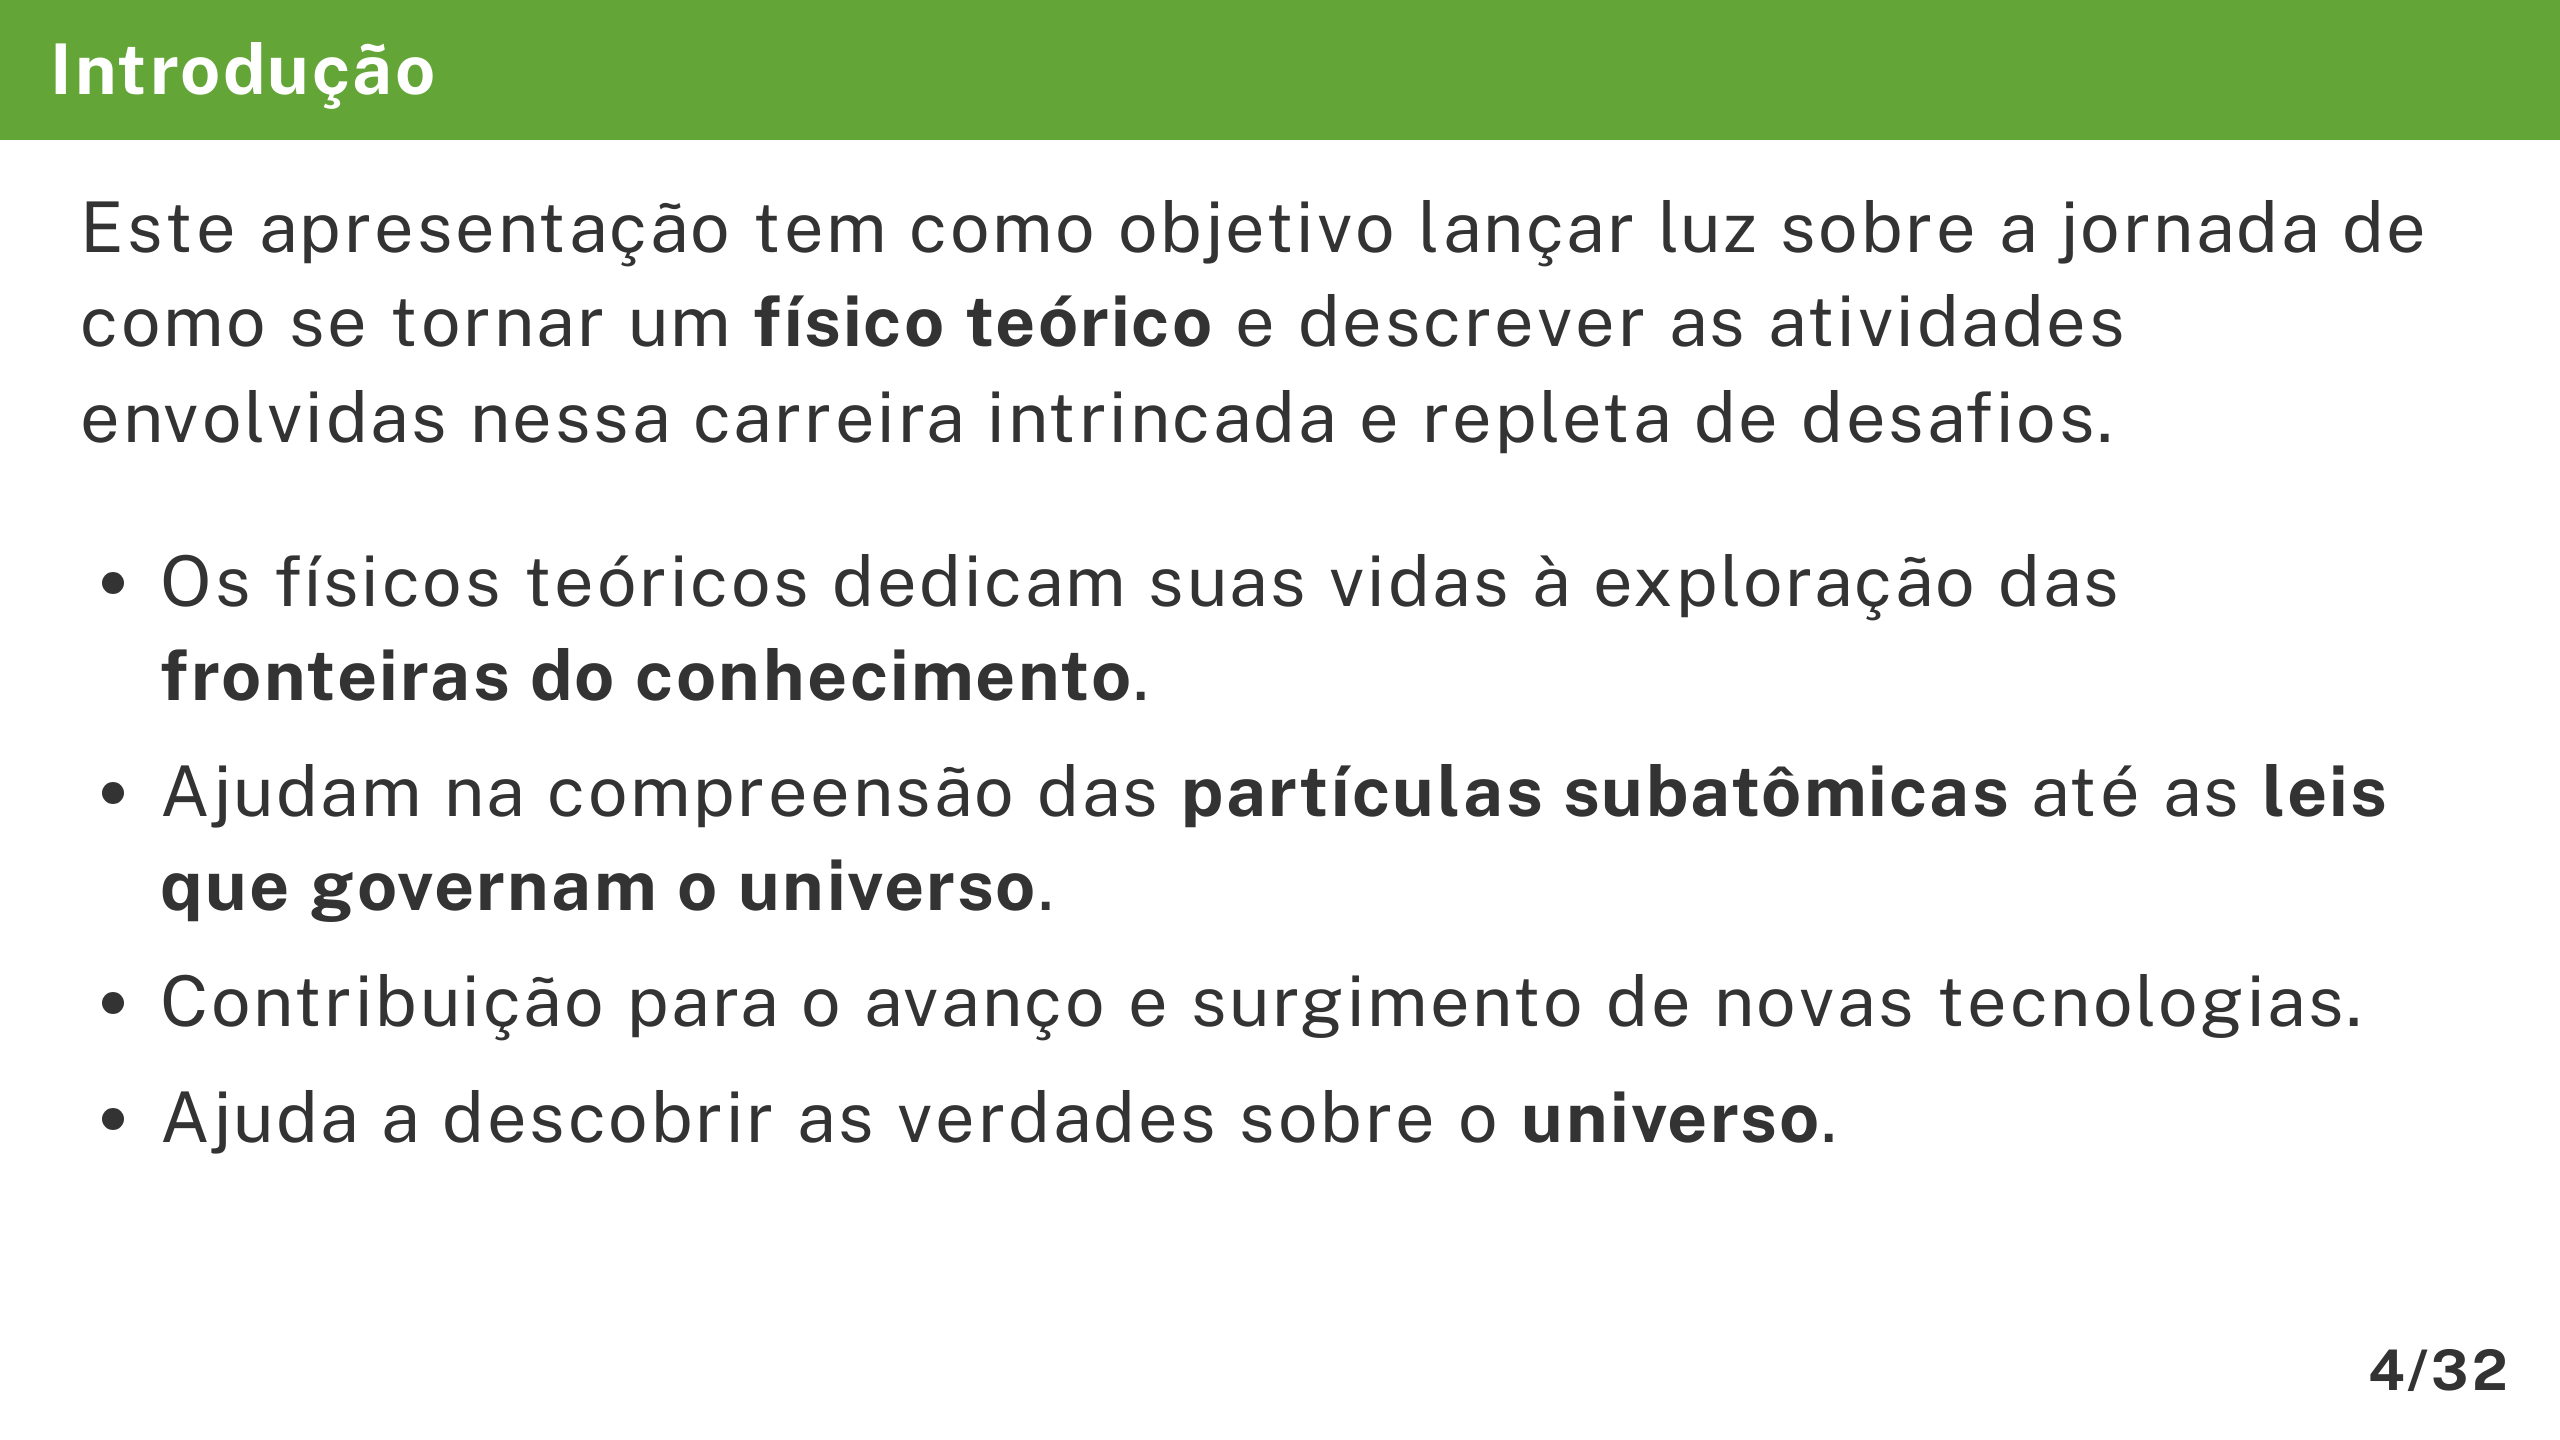 Introdução
Este apresentação tem como objetivo lançar luz sobre a jornada de
como se tornar um físico teórico e descrever as atividades
envolvidas nessa carreira intrincada e repleta de desafios.
• Os físicos teóricos dedicam suas vidas à exploração das
fronteiras do conhecimento.
• Ajudam na compreensão das partículas subatômicas até as leis
que governam o universo.
• Contribuição para o avanço e surgimento de novas tecnologias.
• Ajuda a descobrir as verdades sobre o universo.
4/32